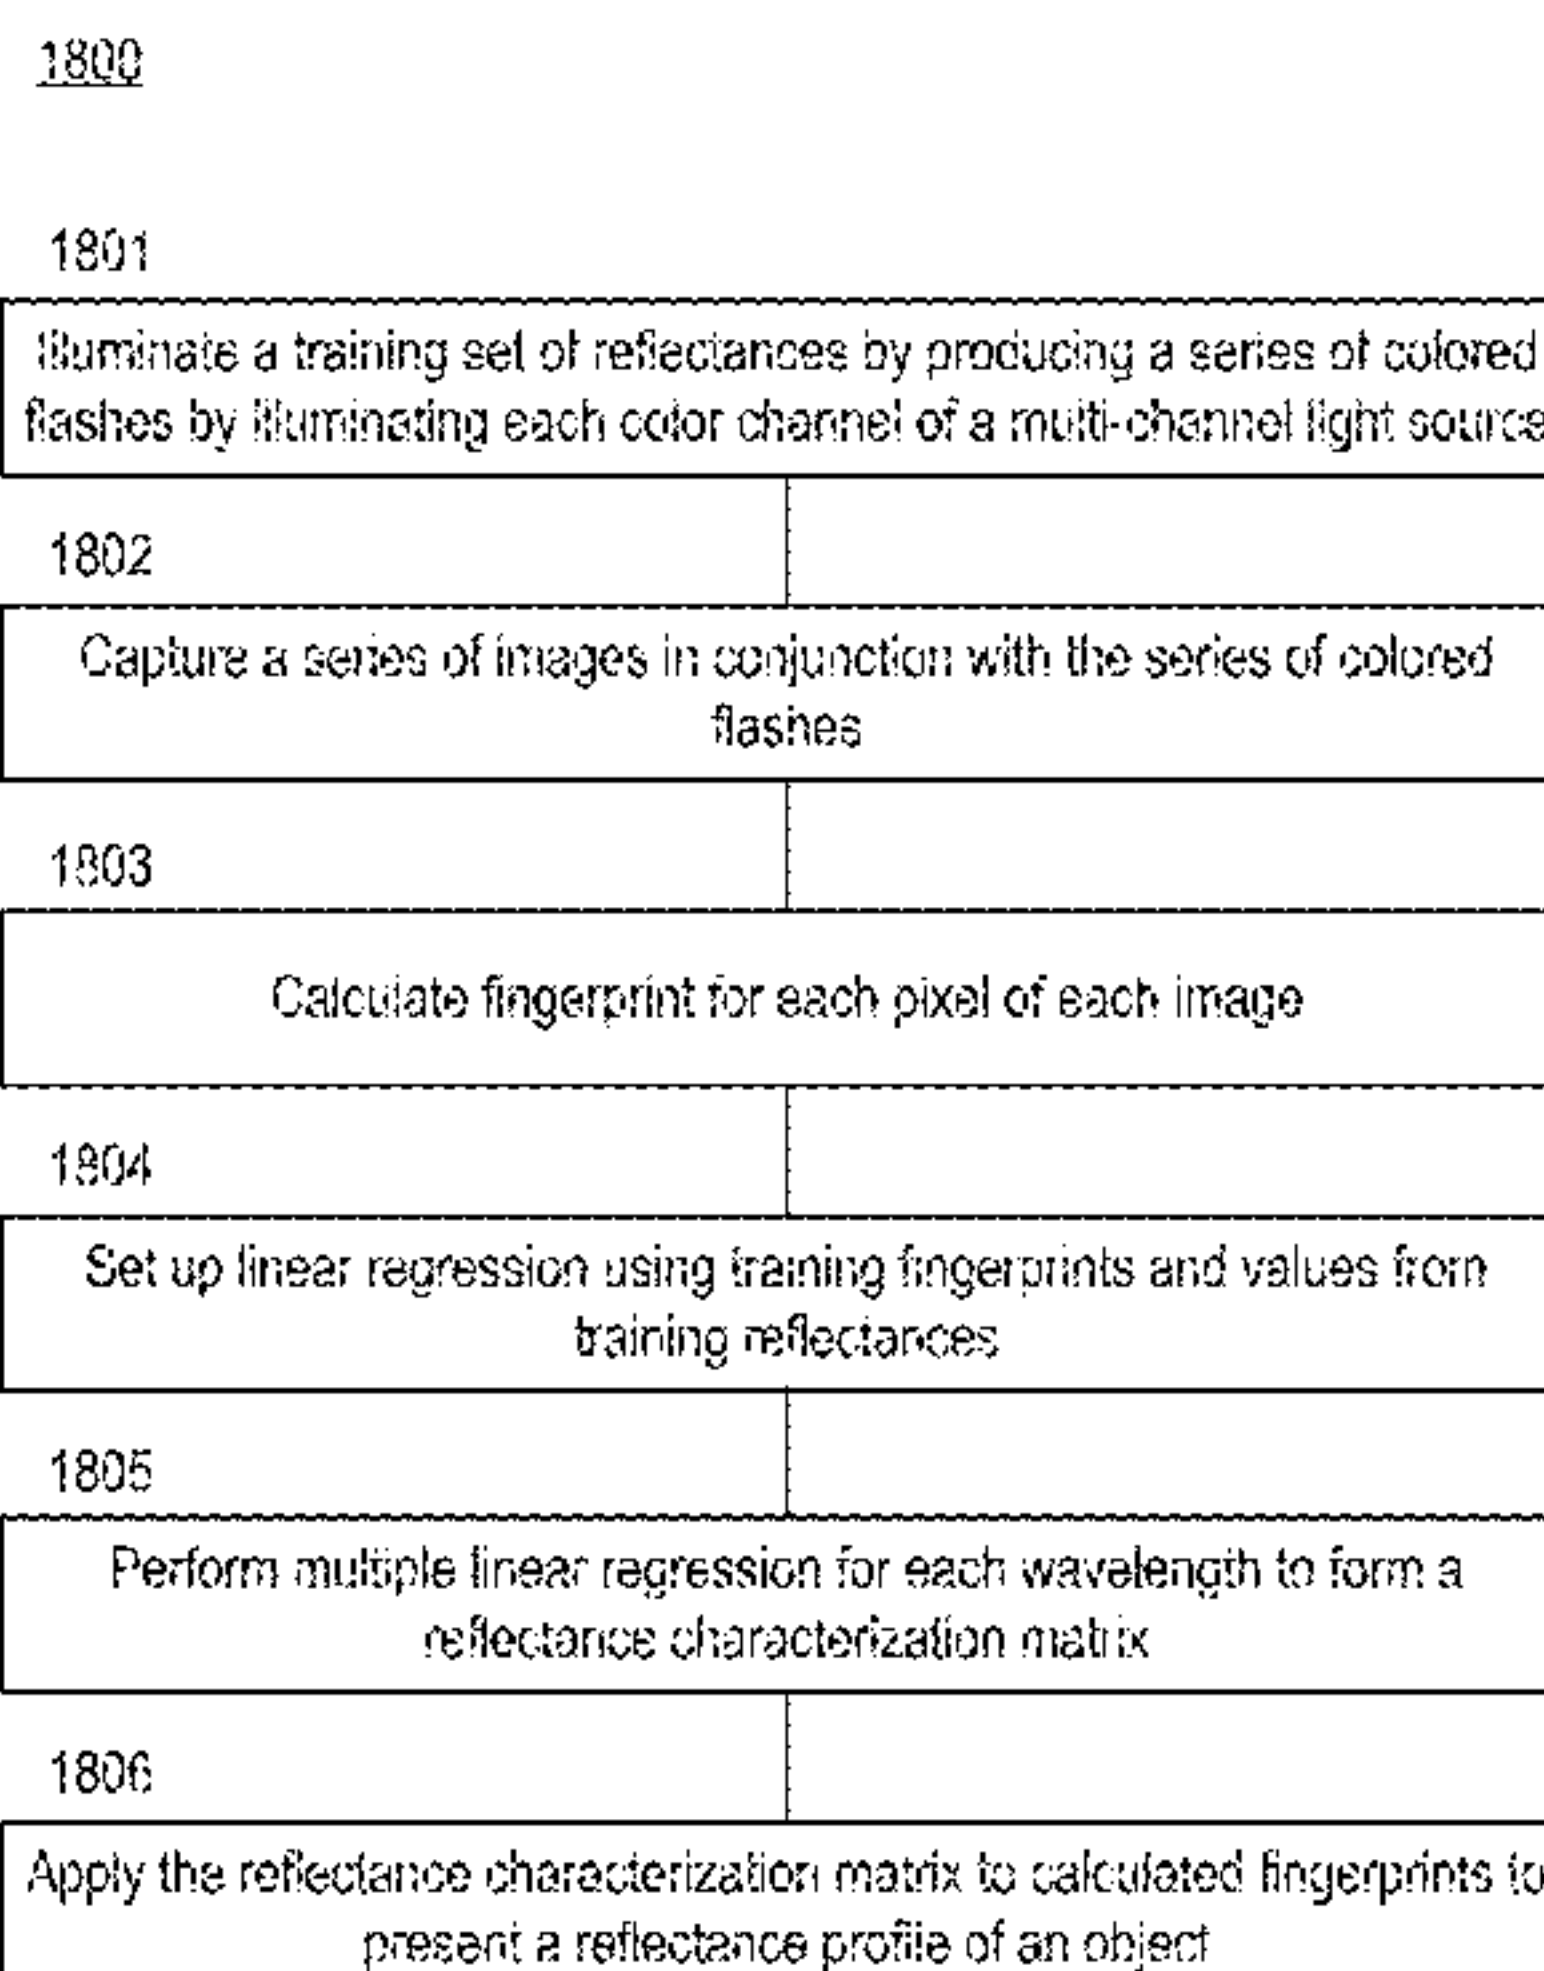 1800
1801
Illuminate a training set of reflectances by producing a series of colored
flashes by illuminating each color channel of a multi-channel light source
1802
Capture a series of images in conjunction with the series of colored
flashes
1803
Calculate fingerprint for each pixel of each image
1804
Set up linear regression using training fingerprints and values from
training reflectances
1805
Perform multiple linear regression for each wavelength to form a
reflectance characterization matrix
1806
Apply the reflectance characterization matrix to calculated fingerprints to
present a reflectance profile of an object